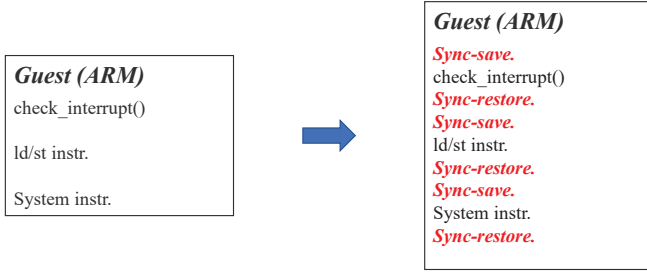 Guest (ARM)
check_interrupt()
ld/st instr.
System instr.
Guest (ARM)
Sync-save.
check_interrupt()
Sync-restore.
Sync-save.
ld/st instr.
Sync-restore.
Sync-save.
System instr.
Sync-restore.